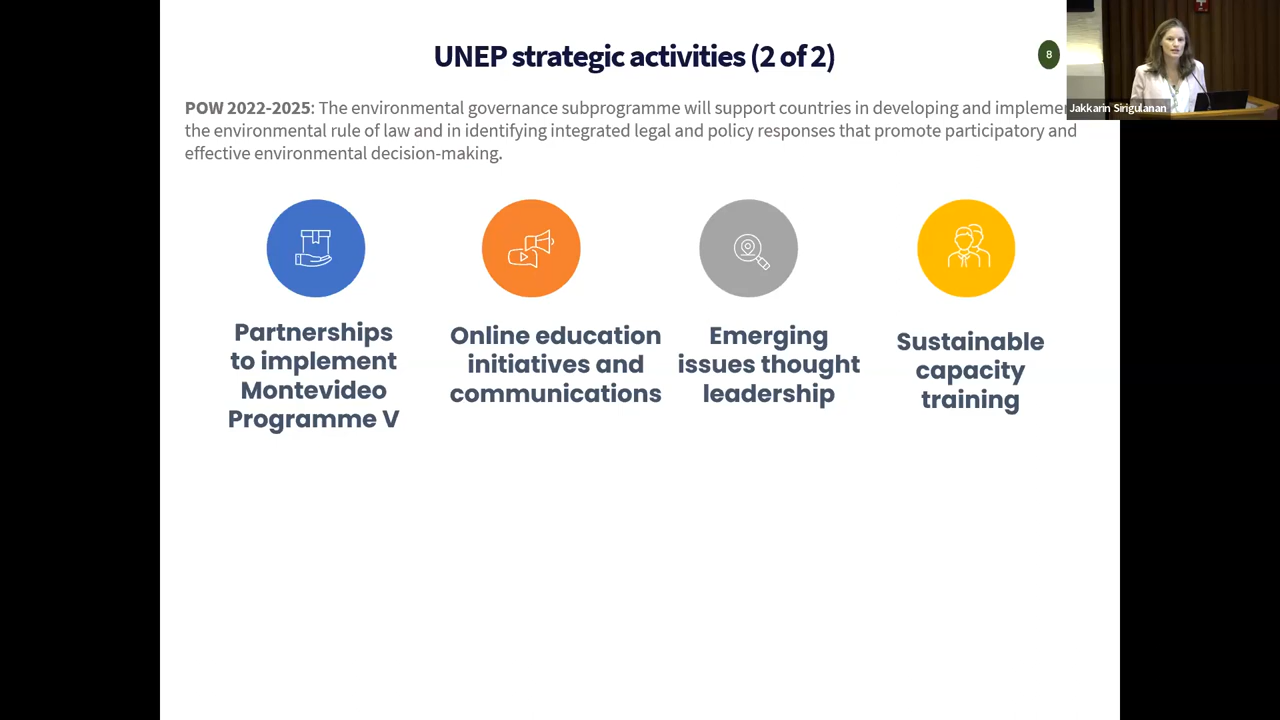 UNEP strategic activities (2 of 2)
8
Jakkarin Sirigulanan
POW 2022-2025: The environmental governance subprogramme will support countries in developing and
the environmental rule of law and in identifying integrated legal and policy responses that promote participatory and
effective environmental decision-making.
Partnerships
to implement
Montevideo
Programme V
Online education
initiatives and
communications
Emerging
issues thought
leadership
Sustainable
capacity
training